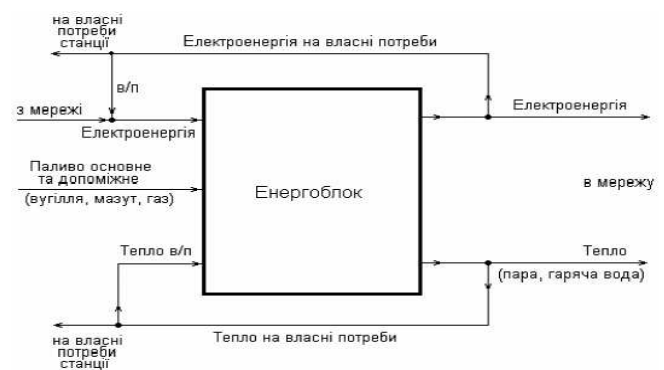 на власні
потреби
станції
Електроенергія на власні потреби
в/п
з мережі
Електроенергія
Електроенергія
Паливо основне
та допоміжне
(вугілля, мазут, газ)
Енергоблок
в мережу
Тепло в/п
Тепло
(пара, гаряча вода)
Тепло на власні потреби
на власні
потреби
станції